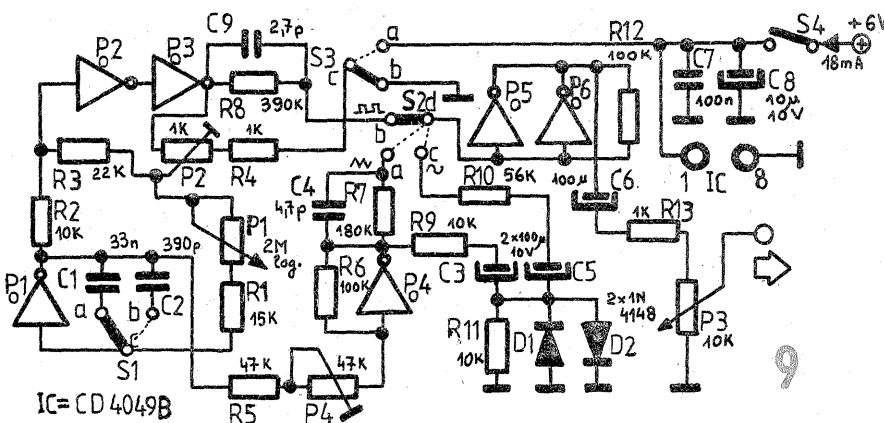 C9
2,7p
S3
a
R12
100K
S4
+6V
18mA
P2
P3
c
b
R8
390K
S2d
b
P5
P6
C7
100n
C8
10µ
10V
1K
1K
P2
R4
a
c
~
R3
22K
C4
4,7p
R7
180K
R10
56K
100µ
C6
1
IC
8
R2
10K
P1
2M
log.
R9
10K
2×100µ
10V
1K
R13
P1
33n
390p
C1
C2
a
b
c
S1
R1
15K
R6
100K
P4
C3
C5
2×1N
4148
R11
10K
D1
D2
P3
10K
9
47K
R5
47K
P4
IC= CD 4049B